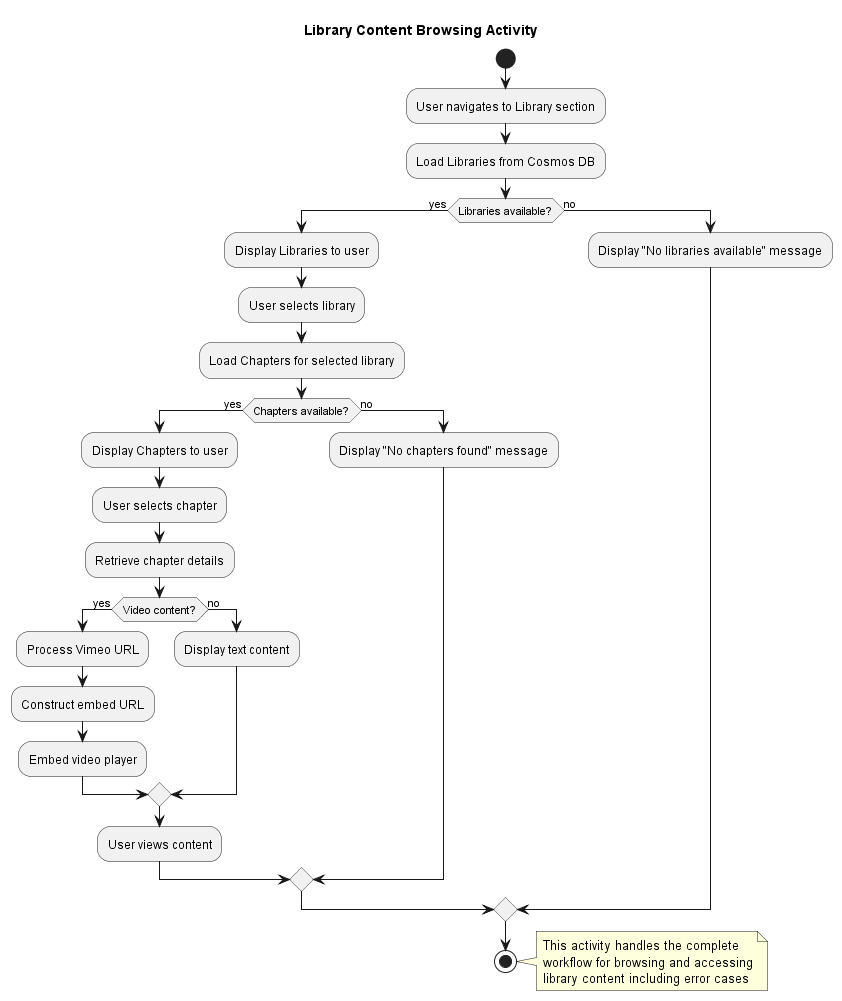 Library Content Browsing Activity
User navigates to Library section
Load Libraries from Cosmos DB
yes
Libraries available?
no
Display Libraries to user
Display "No libraries available" message
User selects library
Load Chapters for selected library
yes
Chapters available?
no
Display Chapters to user
Display "No chapters found" message
User selects chapter
Retrieve chapter details
yes
Video content?
no
Process Vimeo URL
Display text content
Construct embed URL
Embed video player
User views content
This activity handles the complete
workflow for browsing and accessing
library content including error cases